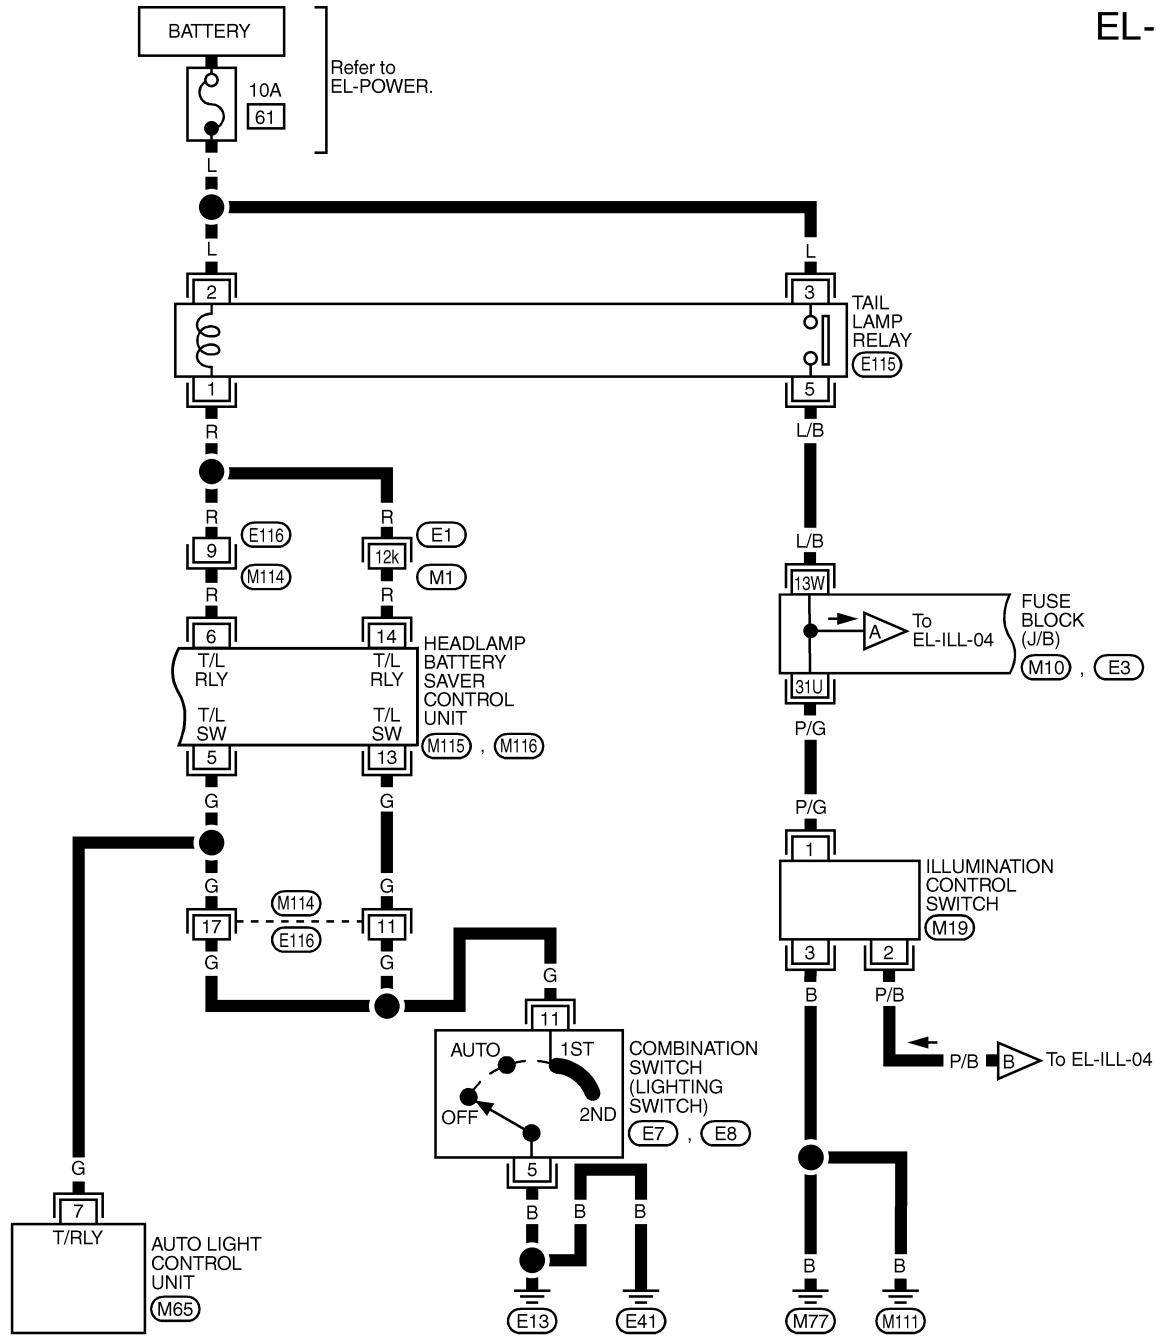 EL-
BATTERY
Refer to
EL-POWER.
10A
61
L
L
L
2
3
TAIL
LAMP
RELAY
E115
1
5
R
L/B
R
R
E116
E1
9
12k
M114
M1
L/B
R
R
13W
6
14
T/L
RLY
T/L
RLY
T/L
SW
T/L
SW
HEADLAMP
BATTERY
SAVER
CONTROL
UNIT
M115 , M116
A
To
EL-ILL-04
FUSE
BLOCK
(J/B)
M10 , E3
31U
P/G
5
13
G
G
P/G
1
ILLUMINATION
CONTROL
SWITCH
M19
G
G
M114
17
11
E116
3
2
G
G
G
B
P/B
11
AUTO
1ST
OFF
2ND
COMBINATION
SWITCH
(LIGHTING
SWITCH)
E7 , E8
P/B
B
To EL-ILL-04
5
G
B
B
B
7
T/RLY
AUTO LIGHT
CONTROL
UNIT
M65
B
B
E13
E41
M77
M111